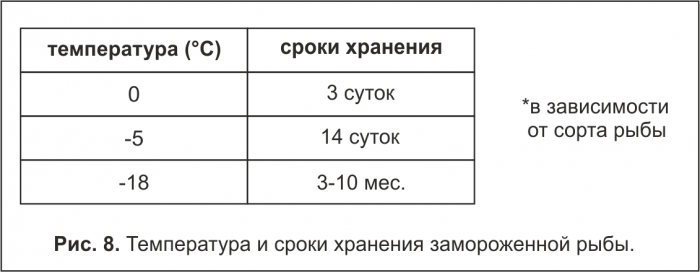 температура (°C) сроки хранения
0 3 суток
-5 14 суток
-18 3-10 мес.
*в зависимости
от сорта рыбы
Рис. 8. Температура и сроки хранения замороженной рыбы.